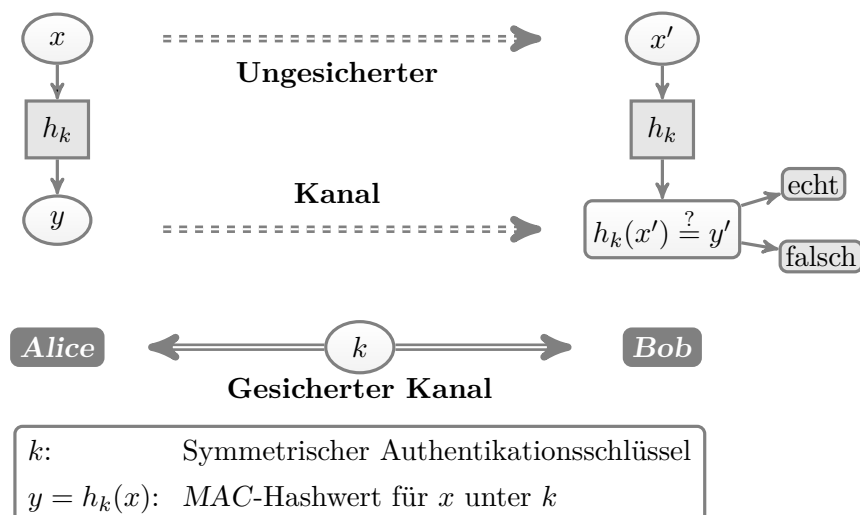 x x′
Ungesicherter
h_k h_k
Kanal
echt
y h_k(x′) ≟ y′
falsch
Alice k Bob
Gesicherter Kanal
k: Symmetrischer Authentikationsschlüssel
y = h_k(x): MAC-Hashwert für x unter k